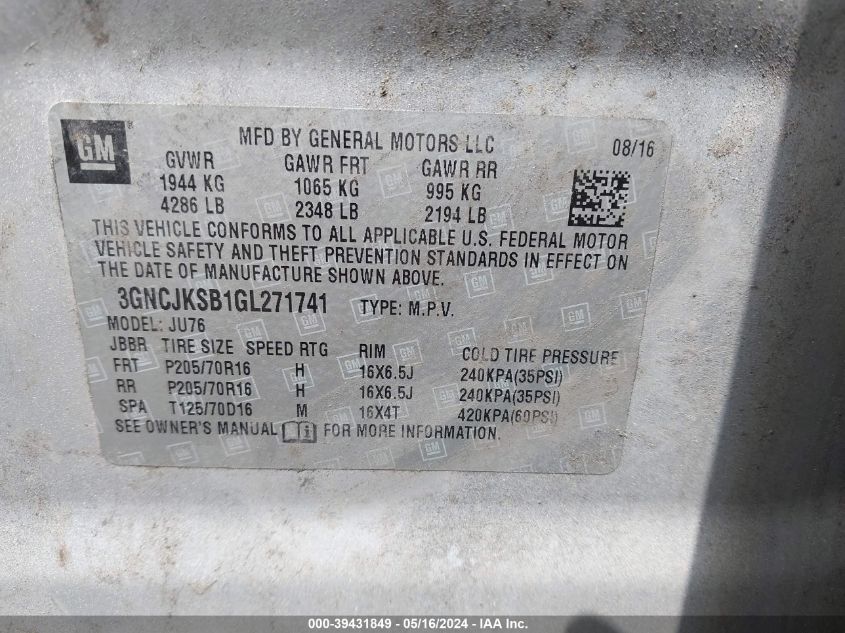 GM
MFD BY GENERAL MOTORS LLC 08/16
GVWR GAWR FRT GAWR RR
1944 KG 1065 KG 995 KG
4286 LB 2348 LB 2194 LB
THIS VEHICLE CONFORMS TO ALL APPLICABLE U.S. FEDERAL MOTOR
VEHICLE SAFETY AND THEFT PREVENTION STANDARDS IN EFFECT ON
THE DATE OF MANUFACTURE SHOWN ABOVE.
3GNCJKSB1GL271741 TYPE: M.P.V.
MODEL: JU76
JBBR TIRE SIZE SPEED RTG RIM COLD TIRE PRESSURE
FRT P205/70R16 H 16X6.5J 240KPA(35PSI)
RR P205/70R16 H 16X6.5J 240KPA(35PSI)
SPA T125/70D16 M 16X4T 420KPA(60PSI)
SEE OWNER'S MANUAL FOR MORE INFORMATION.
000-39431849 - 05/16/2024 - IAAI - Copart, Inc.